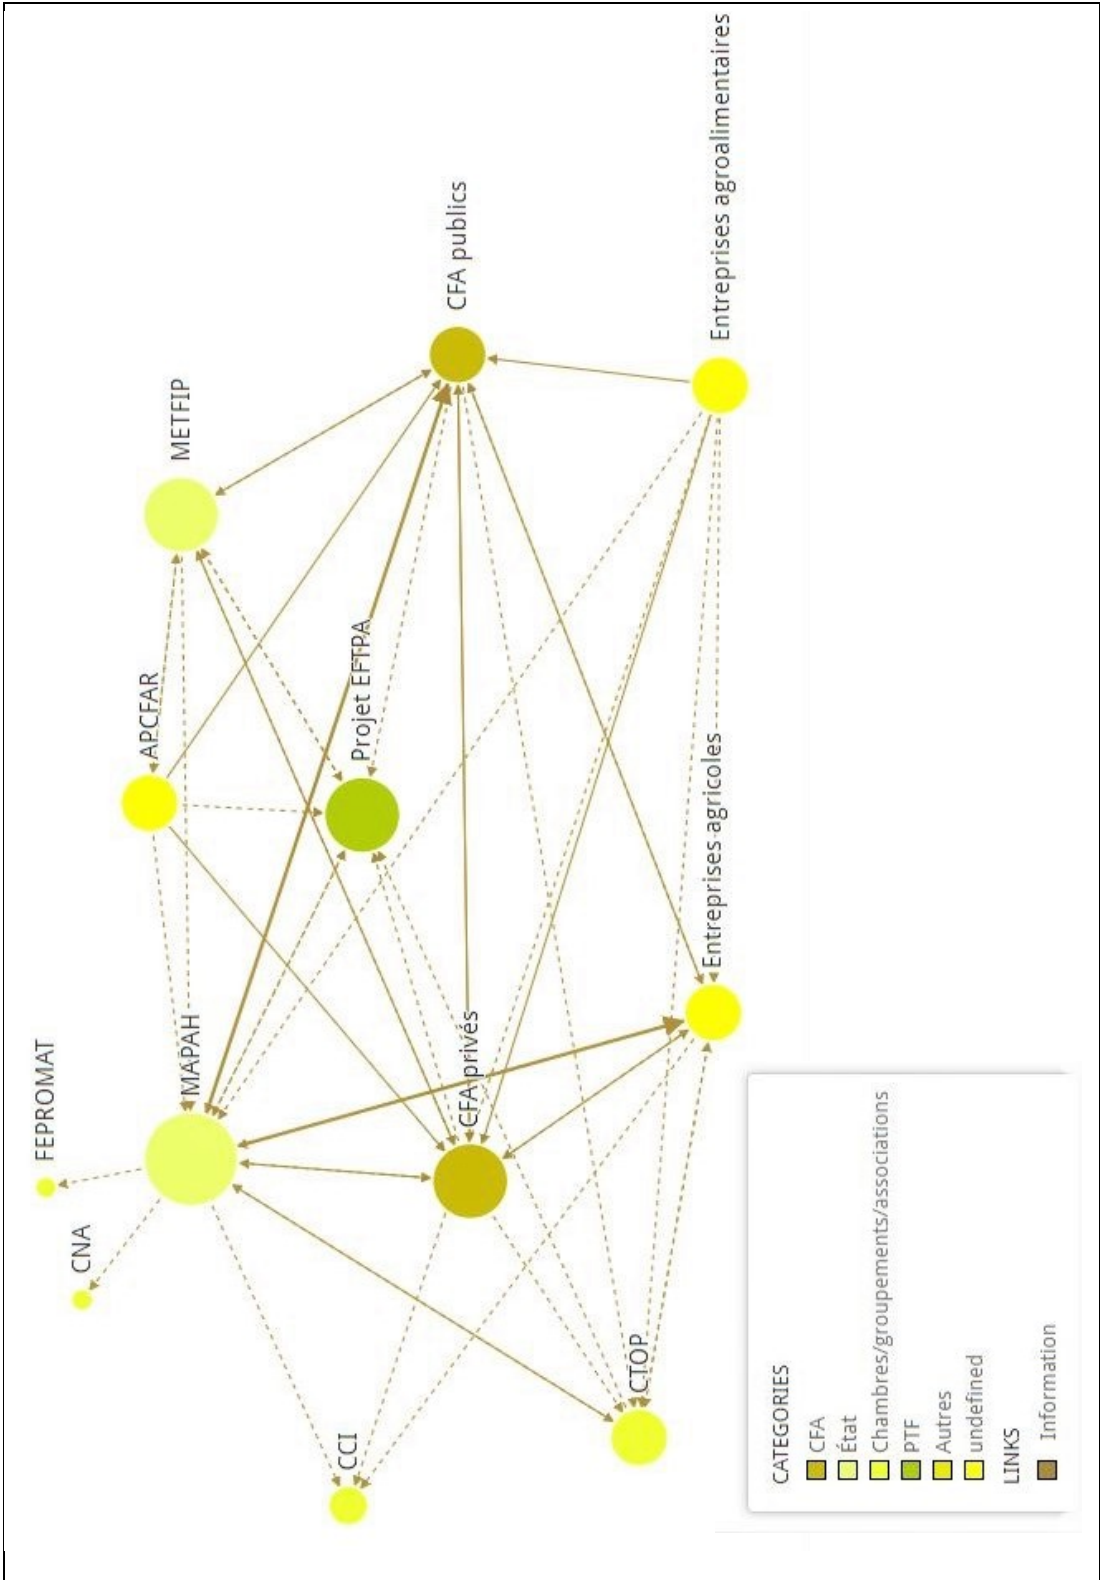 FEPROMAT
CNA
MAPAH
APCFAR
METFIP
CCI
Projet EFTPA
CFA publics
CFA privés
CTOP
Entreprises agricoles
Entreprises agroalimentaires
CATEGORIES
CFA
État
Chambres/groupements/associations
PTF
Autres
undefined
LINKS
Information